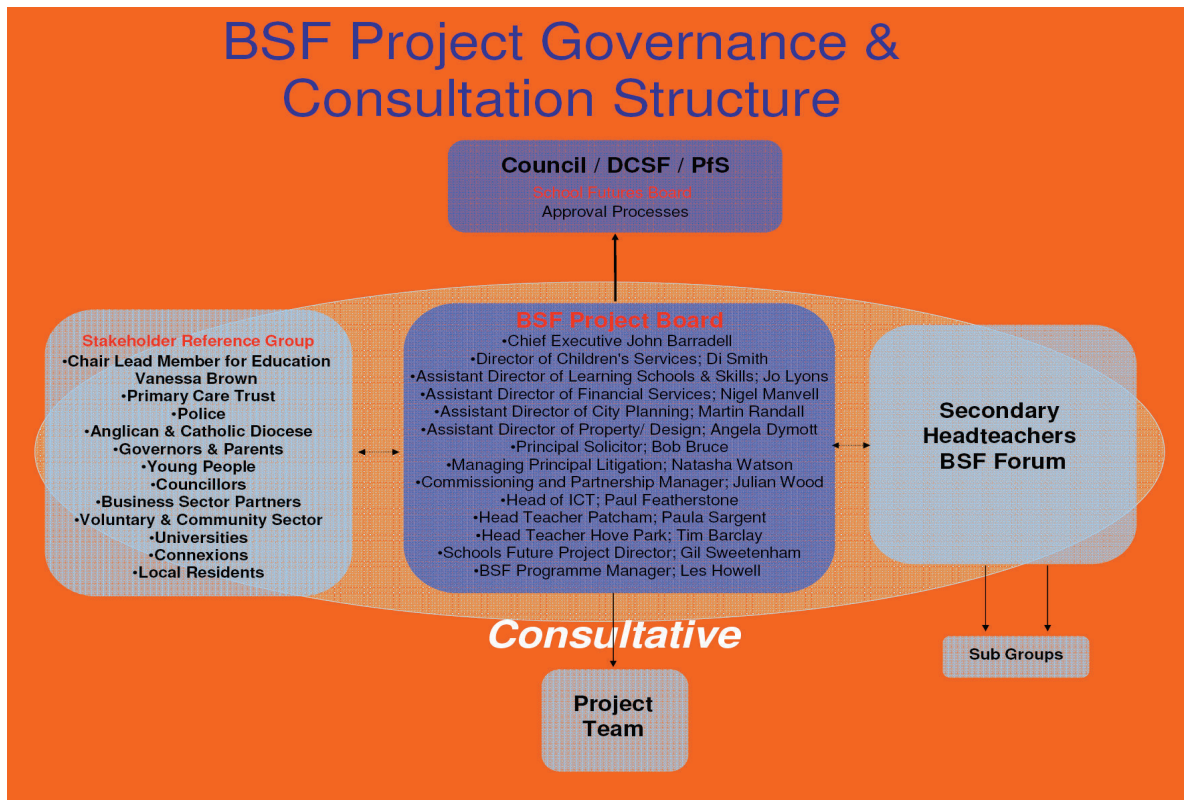 BSF Project Governance &
Consultation Structure
Council / DCSF / PfS
School Futures Board
Approval Processes
Stakeholder Reference Group
•Chair Lead Member for Education
Vanessa Brown
•Primary Care Trust
•Police
•Anglican & Catholic Diocese
•Governors & Parents
•Young People
•Councillors
•Business Sector Partners
•Voluntary & Community Sector
•Universities
•Connexions
•Local Residents
BSF Project Board
•Chief Executive John Barradell
•Director of Children's Services; Di Smith
•Assistant Director of Learning Schools & Skills; Jo Lyons
•Assistant Director of Financial Services; Nigel Manvell
•Assistant Director of City Planning; Martin Randall
•Assistant Director of Property/ Design; Angela Dymott
•Principal Solicitor; Bob Bruce
•Managing Principal Litigation; Natasha Watson
•Commissioning and Partnership Manager; Julian Wood
•Head of ICT; Paul Featherstone
•Head Teacher Patcham; Paula Sargent
•Head Teacher Hove Park; Tim Barclay
•Schools Future Project Director; Gil Sweetenham
•BSF Programme Manager; Les Howell
Secondary
Headteachers
BSF Forum
Consultative
Sub Groups
Project
Team